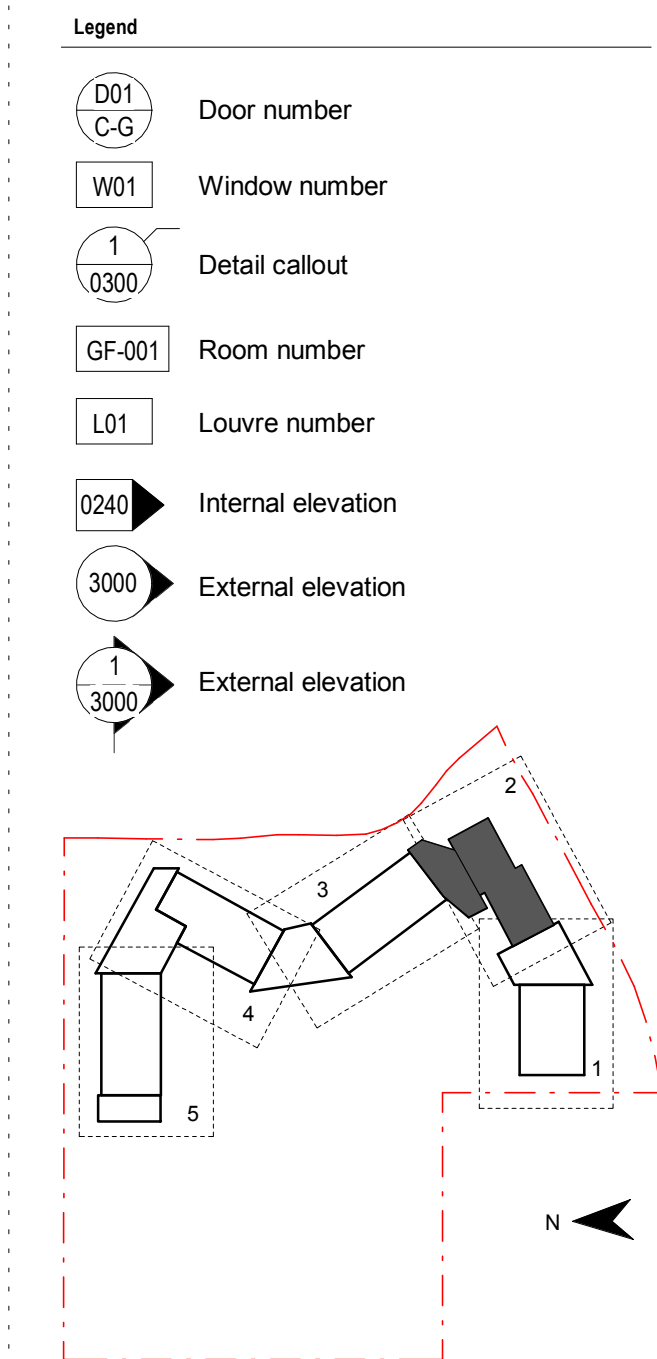 Legend
D01
C-G
Door number
W01
Window number
1
0300
Detail callout
GF-001
Room number
L01
Louvre number
0240
Internal elevation
3000
External elevation
1
3000
External elevation
2
3
4
1
5
N